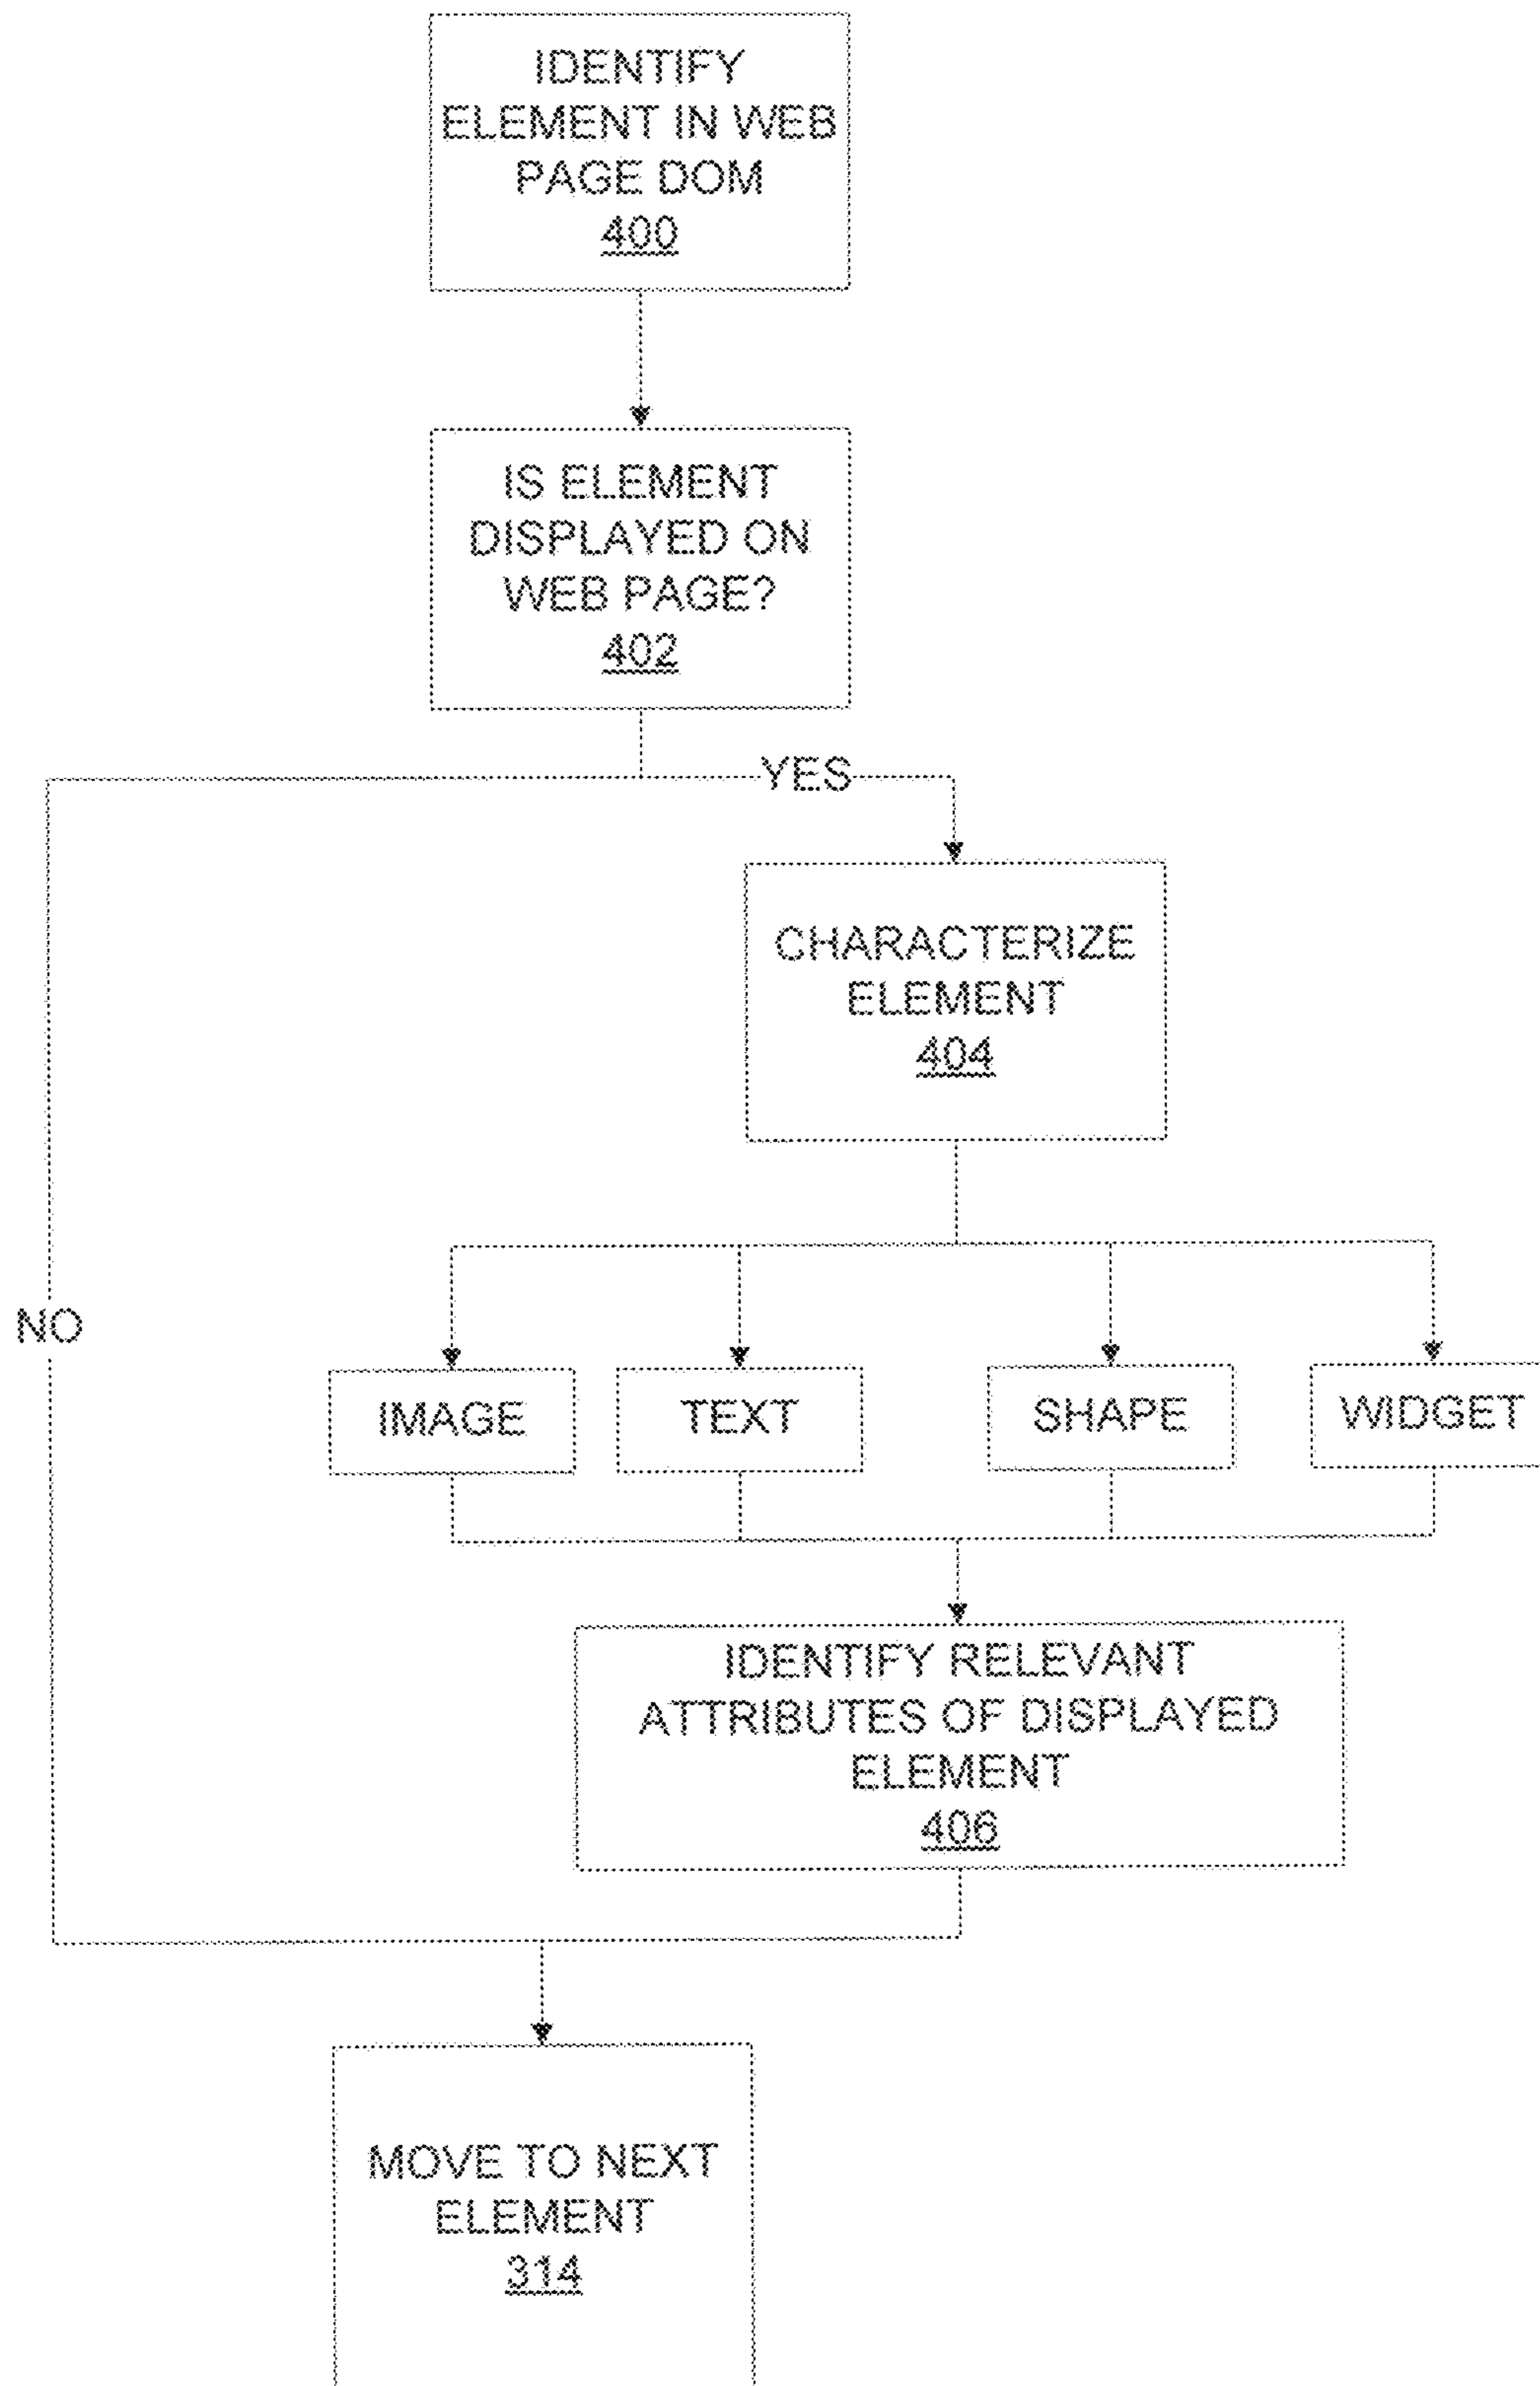 IDENTIFY
ELEMENT IN WEB
PAGE DOM
400
IS ELEMENT
DISPLAYED ON
WEB PAGE?
402
YES
CHARACTERIZE
ELEMENT
404
NO
IMAGE
TEXT
SHAPE
WIDGET
IDENTIFY RELEVANT
ATTRIBUTES OF DISPLAYED
ELEMENT
406
MOVE TO NEXT
ELEMENT
314